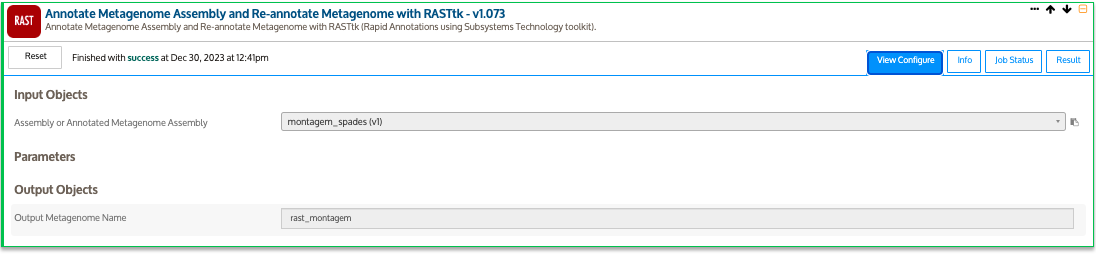 RAST
Annotate Metagenome Assembly and Re-annotate Metagenome with RASTtk - v1.073
Annotate Metagenome Assembly and Re-annotate Metagenome with RASTtk (Rapid Annotations using Subsystems Technology toolkit).
Reset
Finished with success at Dec 30, 2023 at 12:41pm
View Configure
Info
Job Status
Result
Input Objects
Assembly or Annotated Metagenome Assembly
montagem_spades (v1)
Parameters
Output Objects
Output Metagenome Name
rast_montagem